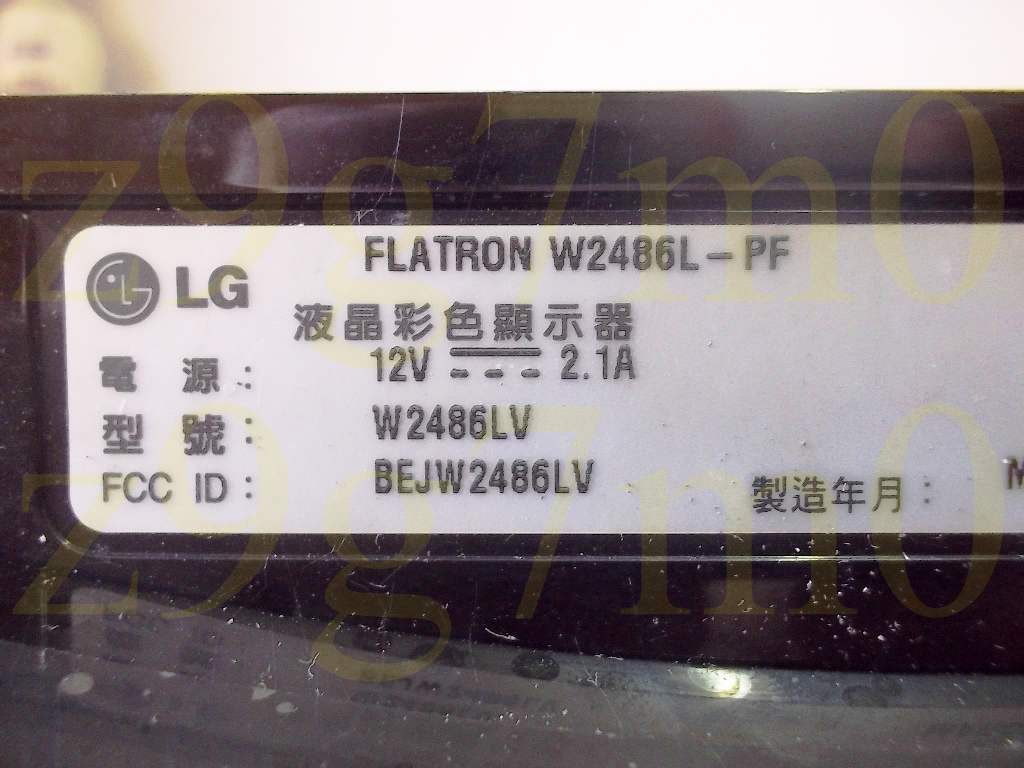 z9g7m0
FLATRON W2486L-PF
LG
液晶彩色顯示器
電源: 12V 2.1A
型號: W2486LV
FCC ID: BEJW2486LV
製造年月: M
z9g7m0